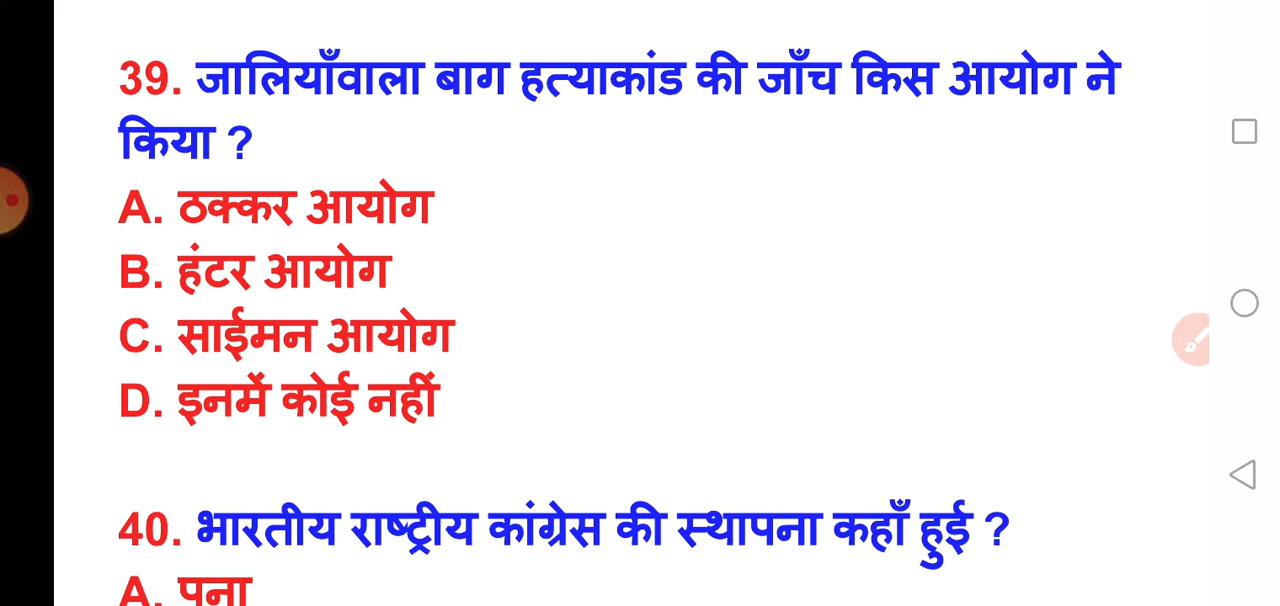 39. जालियाँवाला बाग हत्याकांड की जाँच किस आयोग ने
किया ?
A. ठक्कर आयोग
B. हंटर आयोग
C. साईमन आयोग
D. इनमें कोई नहीं
40. भारतीय राष्ट्रीय कांग्रेस की स्थापना कहाँ हुई ?
A.